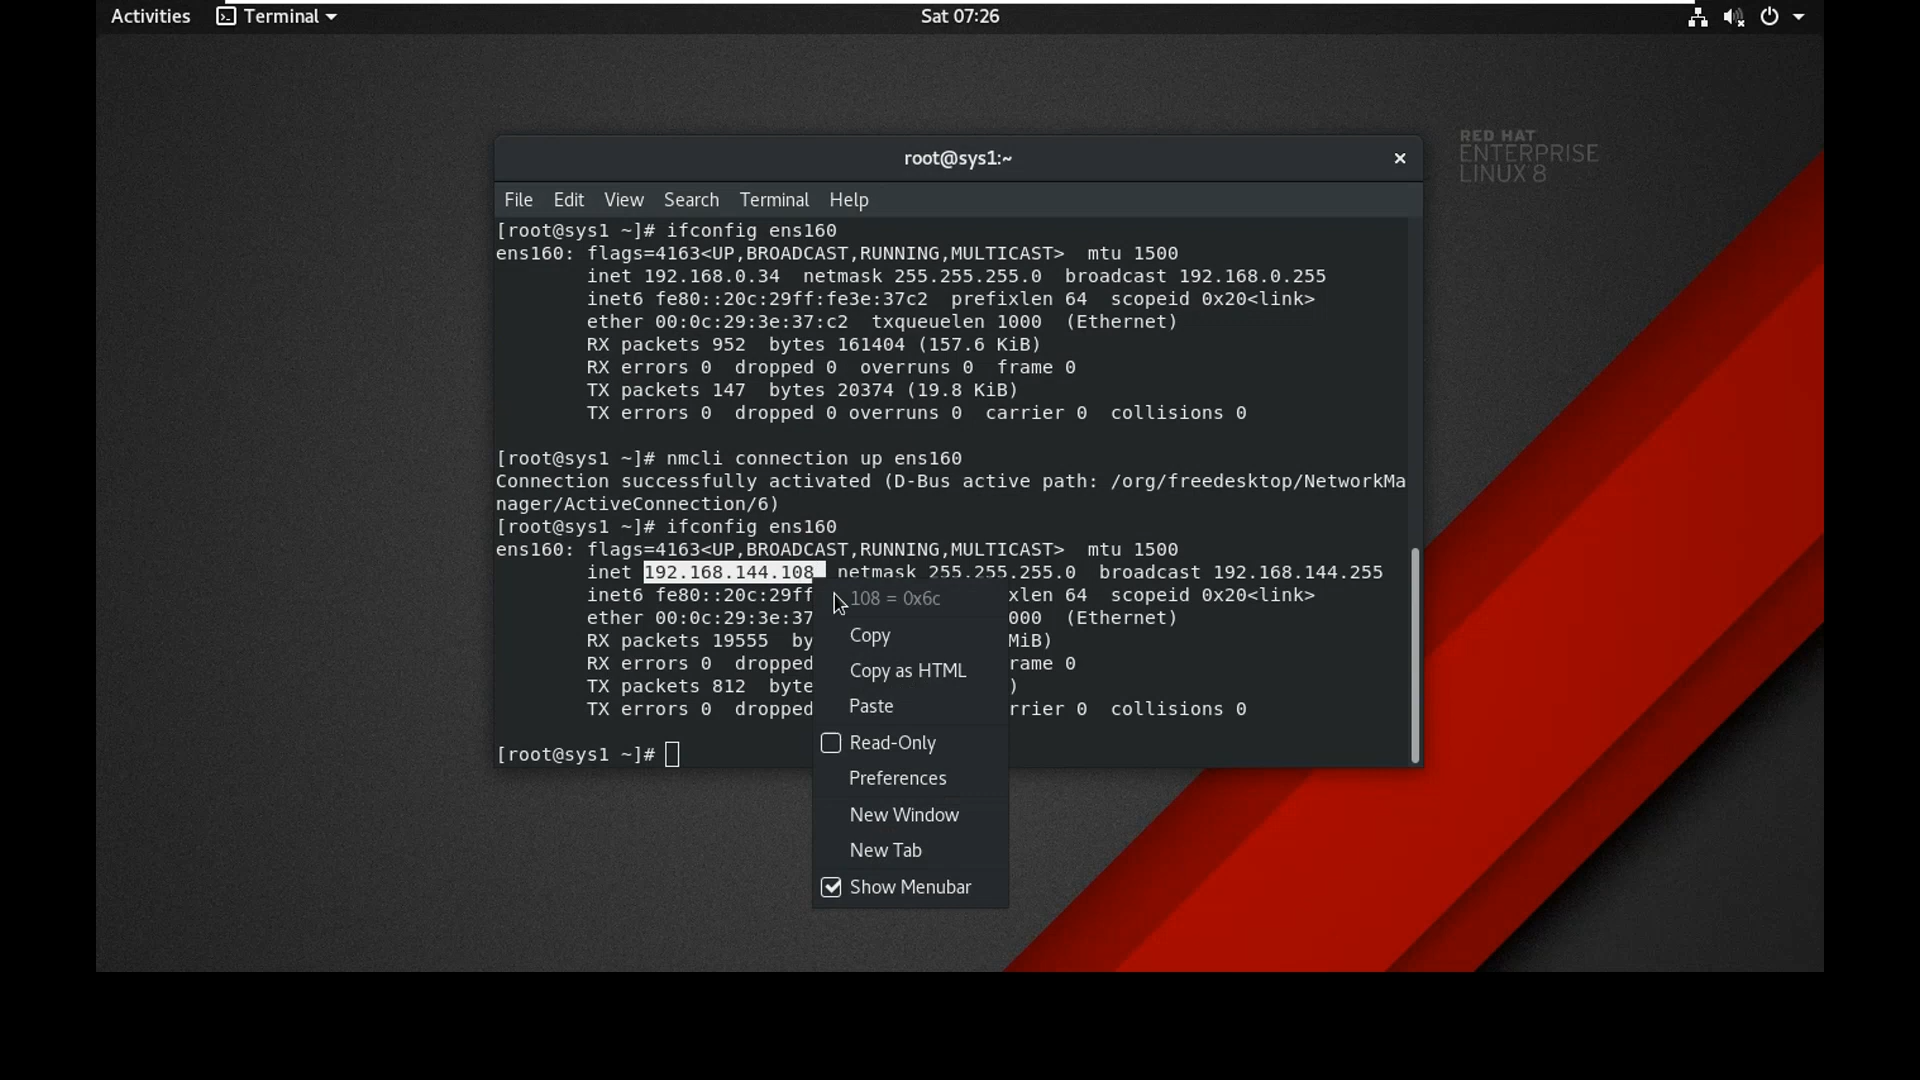 Activities Terminal Sat 07:26
RED HAT
ENTERPRISE
LINUX 8
root@sys1:~
File Edit View Search Terminal Help
[root@sys1 ~]# ifconfig ens160
ens160: flags=4163<UP,BROADCAST,RUNNING,MULTICAST>  mtu 1500
        inet 192.168.0.34  netmask 255.255.255.0  broadcast 192.168.0.255
        inet6 fe80::20c:29ff:fe3e:37c2  prefixlen 64  scopeid 0x20<link>
        ether 00:0c:29:3e:37:c2  txqueuelen 1000  (Ethernet)
        RX packets 952  bytes 161404 (157.6 KiB)
        RX errors 0  dropped 0  overruns 0  frame 0
        TX packets 147  bytes 20374 (19.8 KiB)
        TX errors 0  dropped 0 overruns 0  carrier 0  collisions 0
[root@sys1 ~]# nmcli connection up ens160
Connection successfully activated (D-Bus active path: /org/freedesktop/NetworkMa
nager/ActiveConnection/6)
[root@sys1 ~]# ifconfig ens160
ens160: flags=4163<UP,BROADCAST,RUNNING,MULTICAST>  mtu 1500
        inet 192.168.144.108  netmask 255.255.255.0  broadcast 192.168.144.255
        inet6 fe80::20c:29ff xlen 64  scopeid 0x20<link>
        ether 00:0c:29:3e:37 000  (Ethernet)
        RX packets 19555  by MiB)
        RX errors 0  dropped rame 0
        TX packets 812  byte )
        TX errors 0  dropped rrier 0  collisions 0
[root@sys1 ~]#
108 = 0x6c
Copy
Copy as HTML
Paste
Read-Only
Preferences
New Window
New Tab
Show Menubar